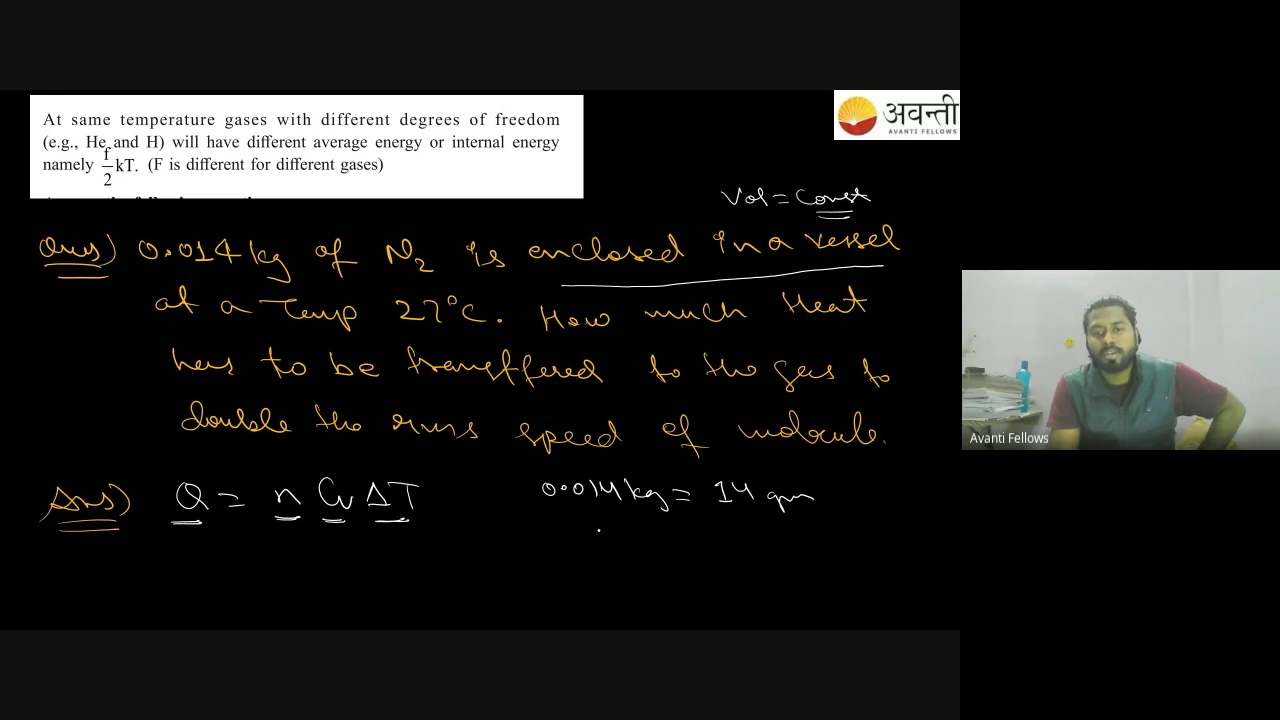 At same temperature gases with different degrees of freedom
(e.g., He and H) will have different average energy or internal energy
namely f/2 kT. (F is different for different gases)
अवन्ती
AVANTI FELLOWS
Vol = Const
Ques) 0.014 kg of N₂ is enclosed in a vessel
at a Temp 27°C. How much Heat
has to be transffered to the gas to
double the rms speed of molecule.
Ans) Q = n Cv ΔT
0.014 kg = 14 gm
Avanti Fellows